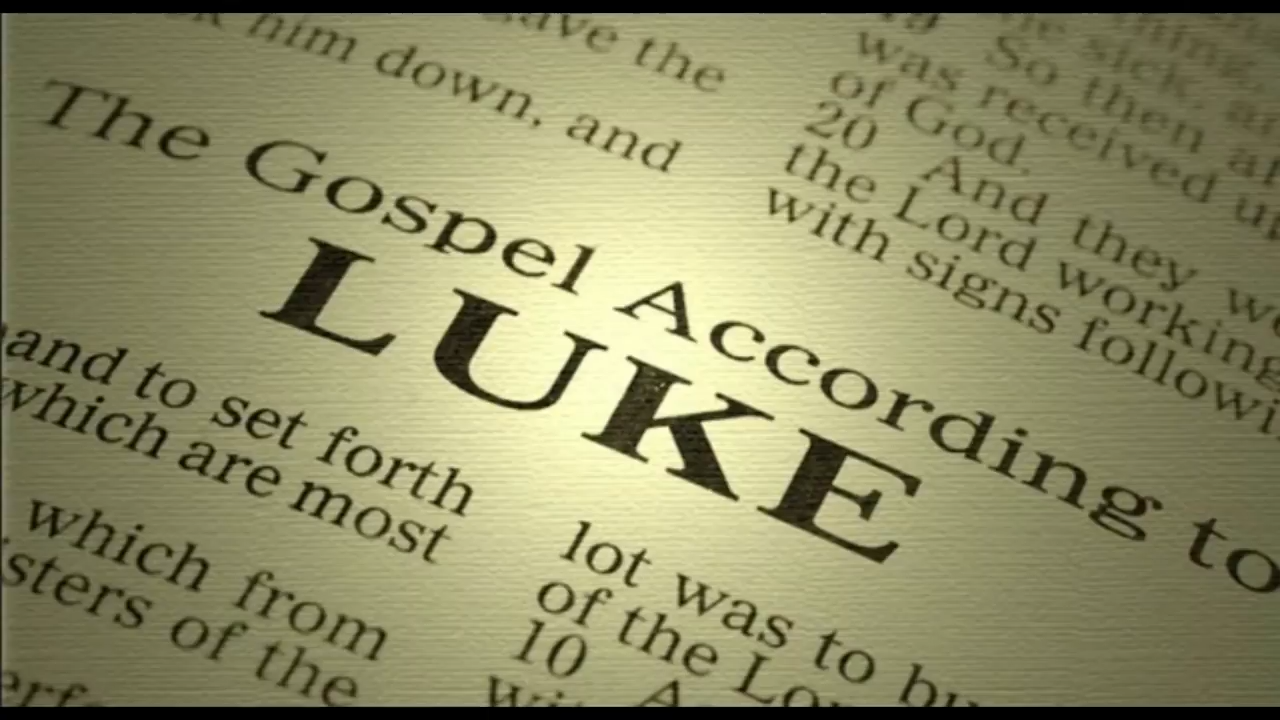 gave the
him down, and
19 So then
was received
of God.
20 And they
the Lord working
with signs
The Gospel According to
LUKE
and to set forth
which are most
which from
of the
lot was to
of the
10